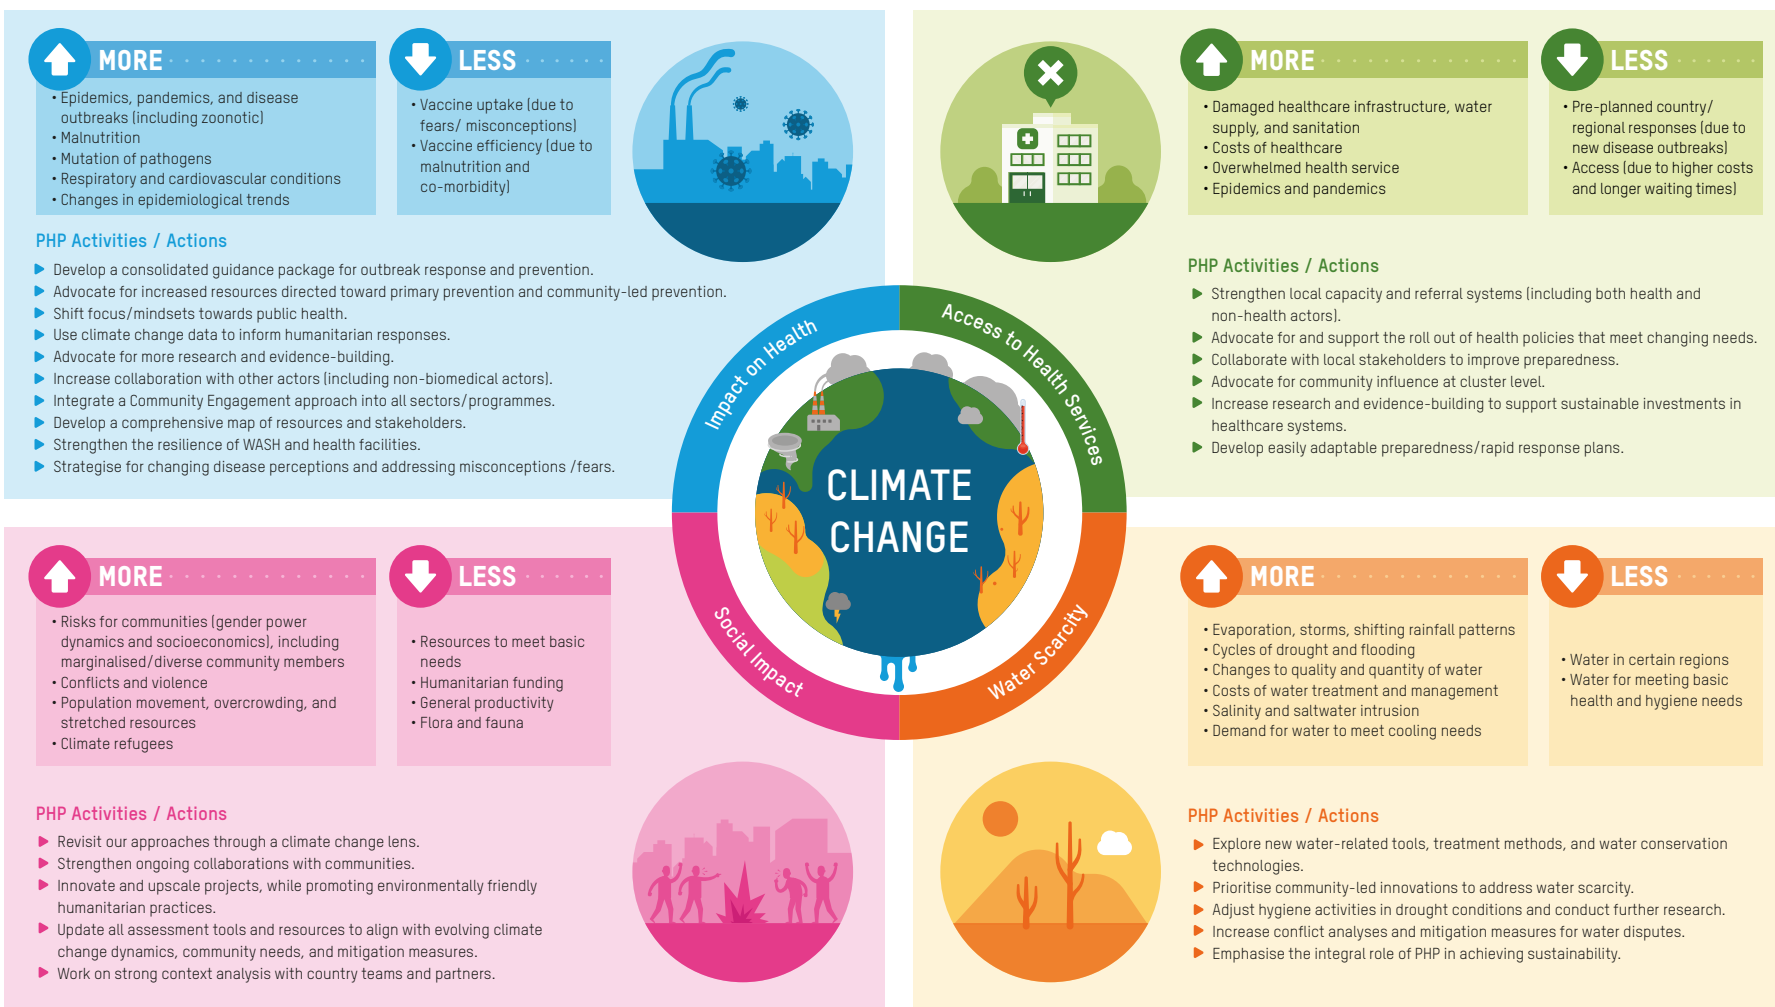 MORE
• Epidemics, pandemics, and disease
outbreaks (including zoonotic)
• Malnutrition
• Mutation of pathogens
• Respiratory and cardiovascular conditions
• Changes in epidemiological trends
LESS
• Vaccine uptake (due to
fears/ misconceptions)
• Vaccine efficiency (due to
malnutrition and
co-morbidity)
PHP Activities / Actions
Develop a consolidated guidance package for outbreak response and prevention.
Advocate for increased resources directed toward primary prevention and community-led prevention.
Shift focus/mindsets towards public health.
Use climate change data to inform humanitarian responses.
Advocate for more research and evidence-building.
Increase collaboration with other actors (including non-biomedical actors).
Integrate a Community Engagement approach into all sectors/programmes.
Develop a comprehensive map of resources and stakeholders.
Strengthen the resilience of WASH and health facilities.
Strategise for changing disease perceptions and addressing misconceptions /fears.
MORE
• Damaged healthcare infrastructure, water
supply, and sanitation
• Costs of healthcare
• Overwhelmed health service
• Epidemics and pandemics
LESS
• Pre-planned country/
regional responses (due to
new disease outbreaks)
• Access (due to higher costs
and longer waiting times)
PHP Activities / Actions
Strengthen local capacity and referral systems (including both health and
non-health actors).
Advocate for and support the roll out of health policies that meet changing needs.
Collaborate with local stakeholders to improve preparedness.
Advocate for community influence at cluster level.
Increase research and evidence-building to support sustainable investments in
healthcare systems.
Develop easily adaptable preparedness/rapid response plans.
Impact on Health
Access to Health Services
CLIMATE
CHANGE
Social Impact
Water Scarcity
MORE
• Risks for communities (gender power
dynamics and socioeconomics), including
marginalised/diverse community members
• Conflicts and violence
• Population movement, overcrowding, and
stretched resources
• Climate refugees
LESS
• Resources to meet basic
needs
• Humanitarian funding
• General productivity
• Flora and fauna
PHP Activities / Actions
Revisit our approaches through a climate change lens.
Strengthen ongoing collaborations with communities.
Innovate and upscale projects, while promoting environmentally friendly
humanitarian practices.
Update all assessment tools and resources to align with evolving climate
change dynamics, community needs, and mitigation measures.
Work on strong context analysis with country teams and partners.
MORE
• Evaporation, storms, shifting rainfall patterns
• Cycles of drought and flooding
• Changes to quality and quantity of water
• Costs of water treatment and management
• Salinity and saltwater intrusion
• Demand for water to meet cooling needs
LESS
• Water in certain regions
• Water for meeting basic
health and hygiene needs
PHP Activities / Actions
Explore new water-related tools, treatment methods, and water conservation
technologies.
Prioritise community-led innovations to address water scarcity.
Adjust hygiene activities in drought conditions and conduct further research.
Increase conflict analyses and mitigation measures for water disputes.
Emphasise the integral role of PHP in achieving sustainability.